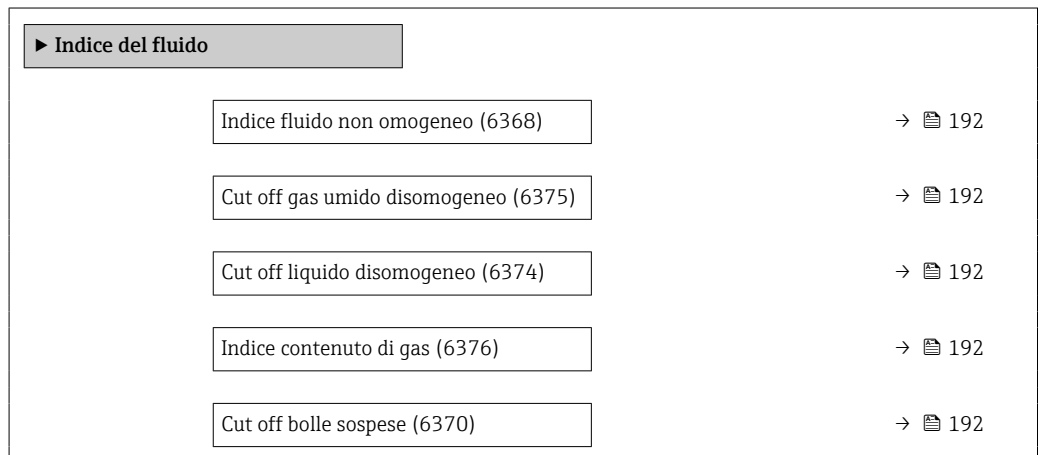 ▶ Indice del fluido
Indice fluido non omogeneo (6368) → 192
Cut off gas umido disomogeneo (6375) → 192
Cut off liquido disomogeneo (6374) → 192
Indice contenuto di gas (6376) → 192
Cut off bolle sospese (6370) → 192